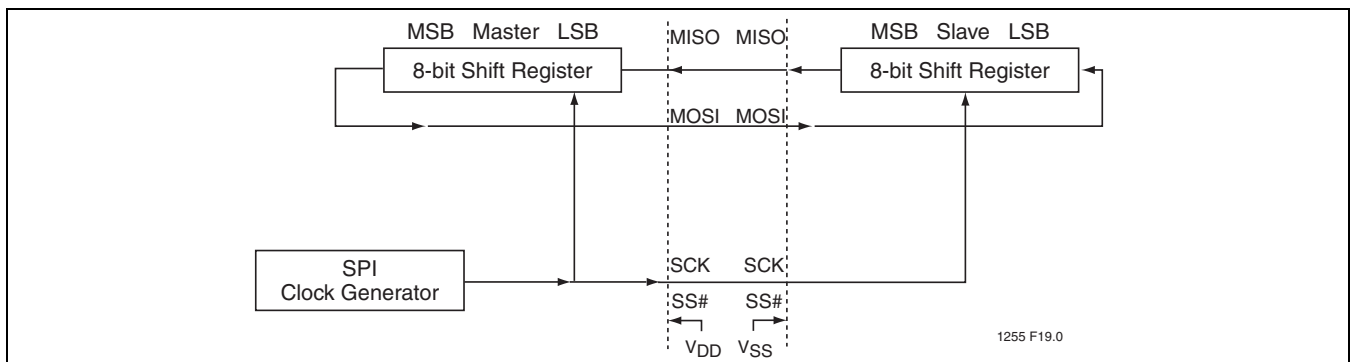 MSB Master LSB MISO MISO MSB Slave LSB
8-bit Shift Register 8-bit Shift Register
MOSI MOSI
SPI
Clock Generator
SCK SCK
SS# SS#
VDD VSS
1255 F19.0